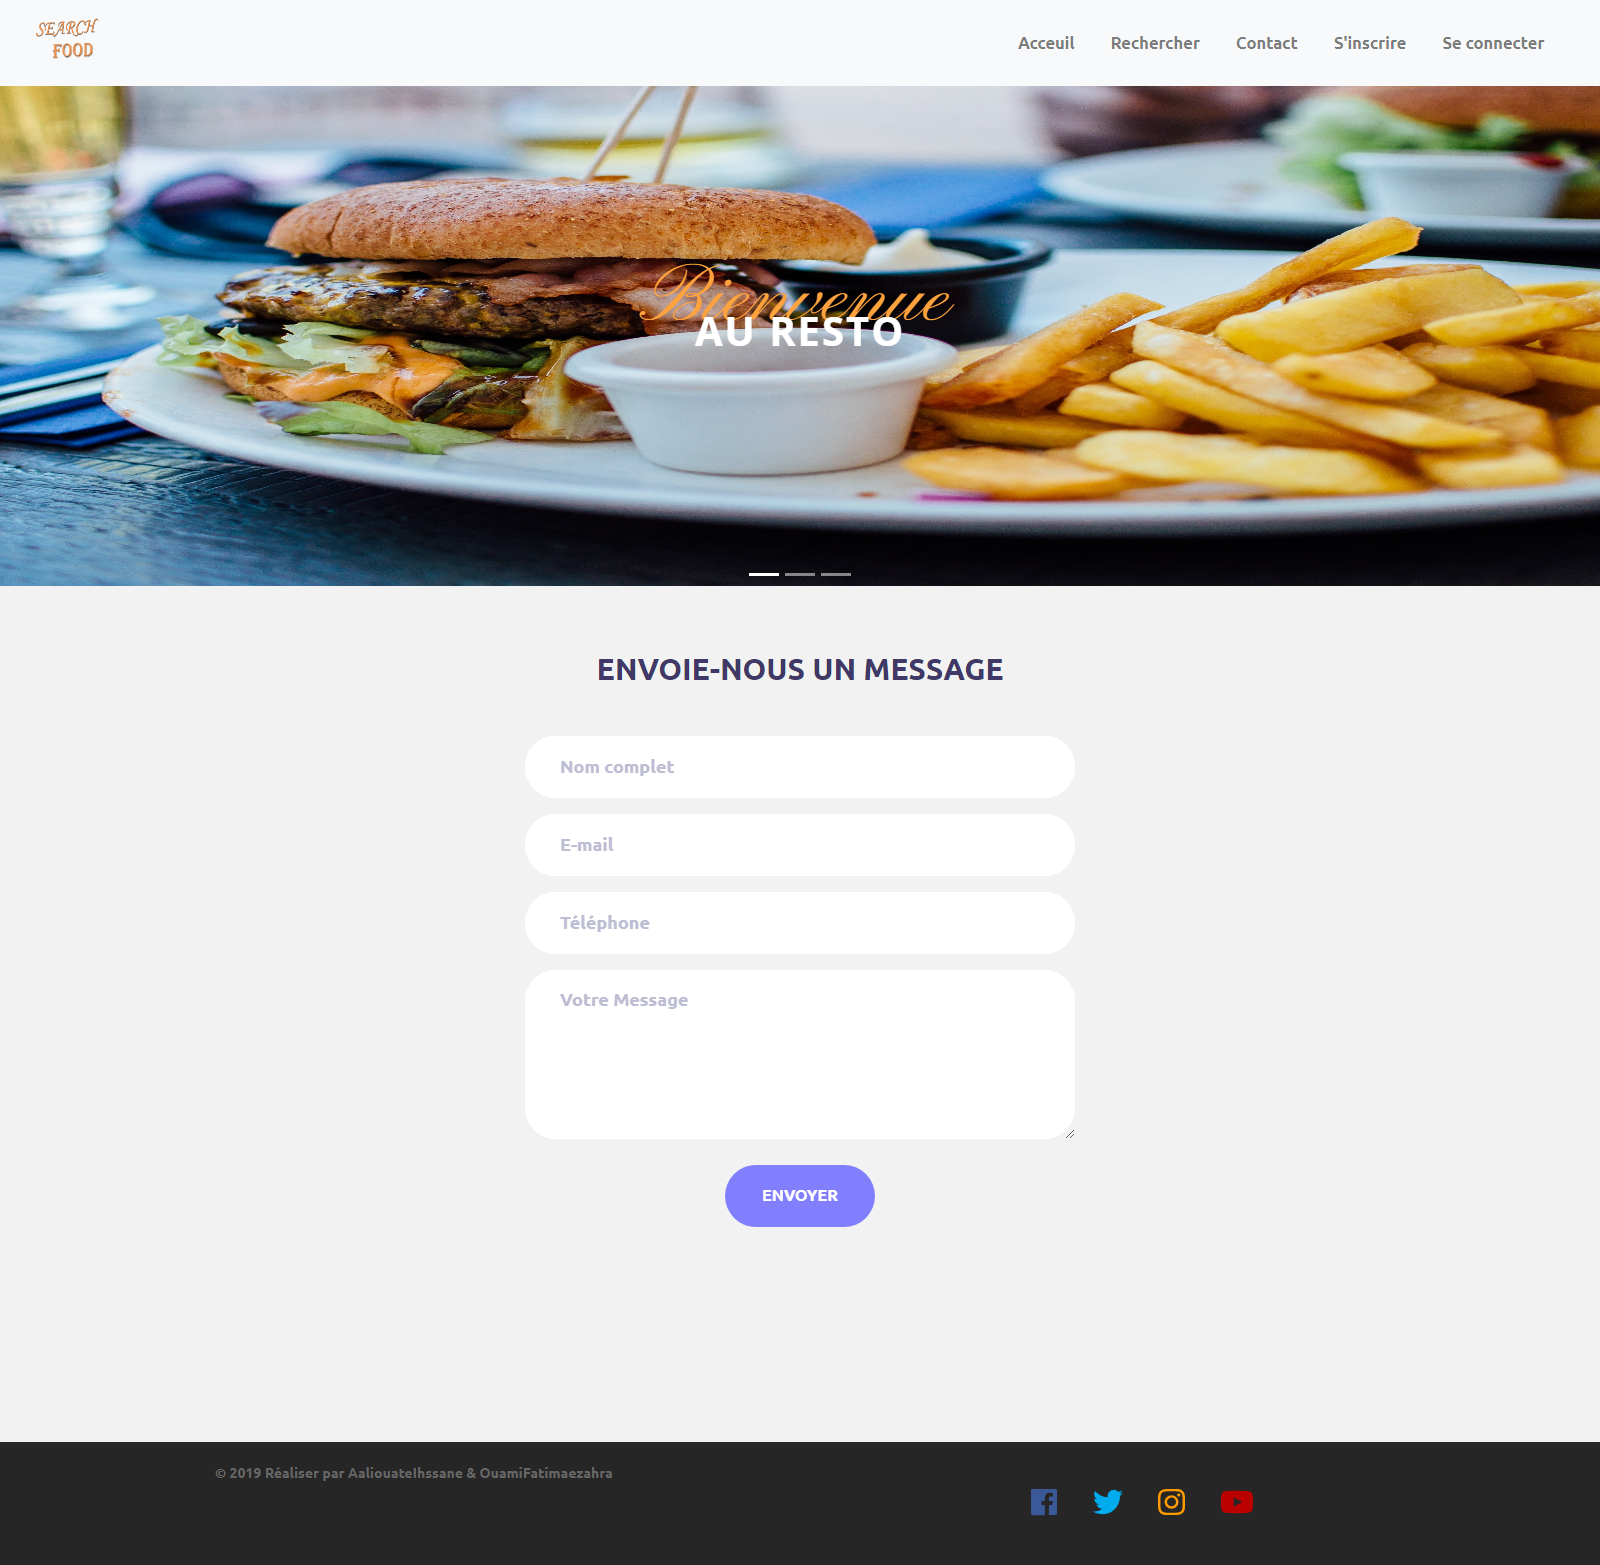 SEARCH
FOOD
Acceuil Rechercher Contact S'inscrire Se connecter
Bienvenue
AU RESTO
ENVOIE-NOUS UN MESSAGE
Nom complet
E-mail
Téléphone
Votre Message
ENVOYER
© 2019 Réaliser par AaliouateIhssane & OuamiFatimaezahra